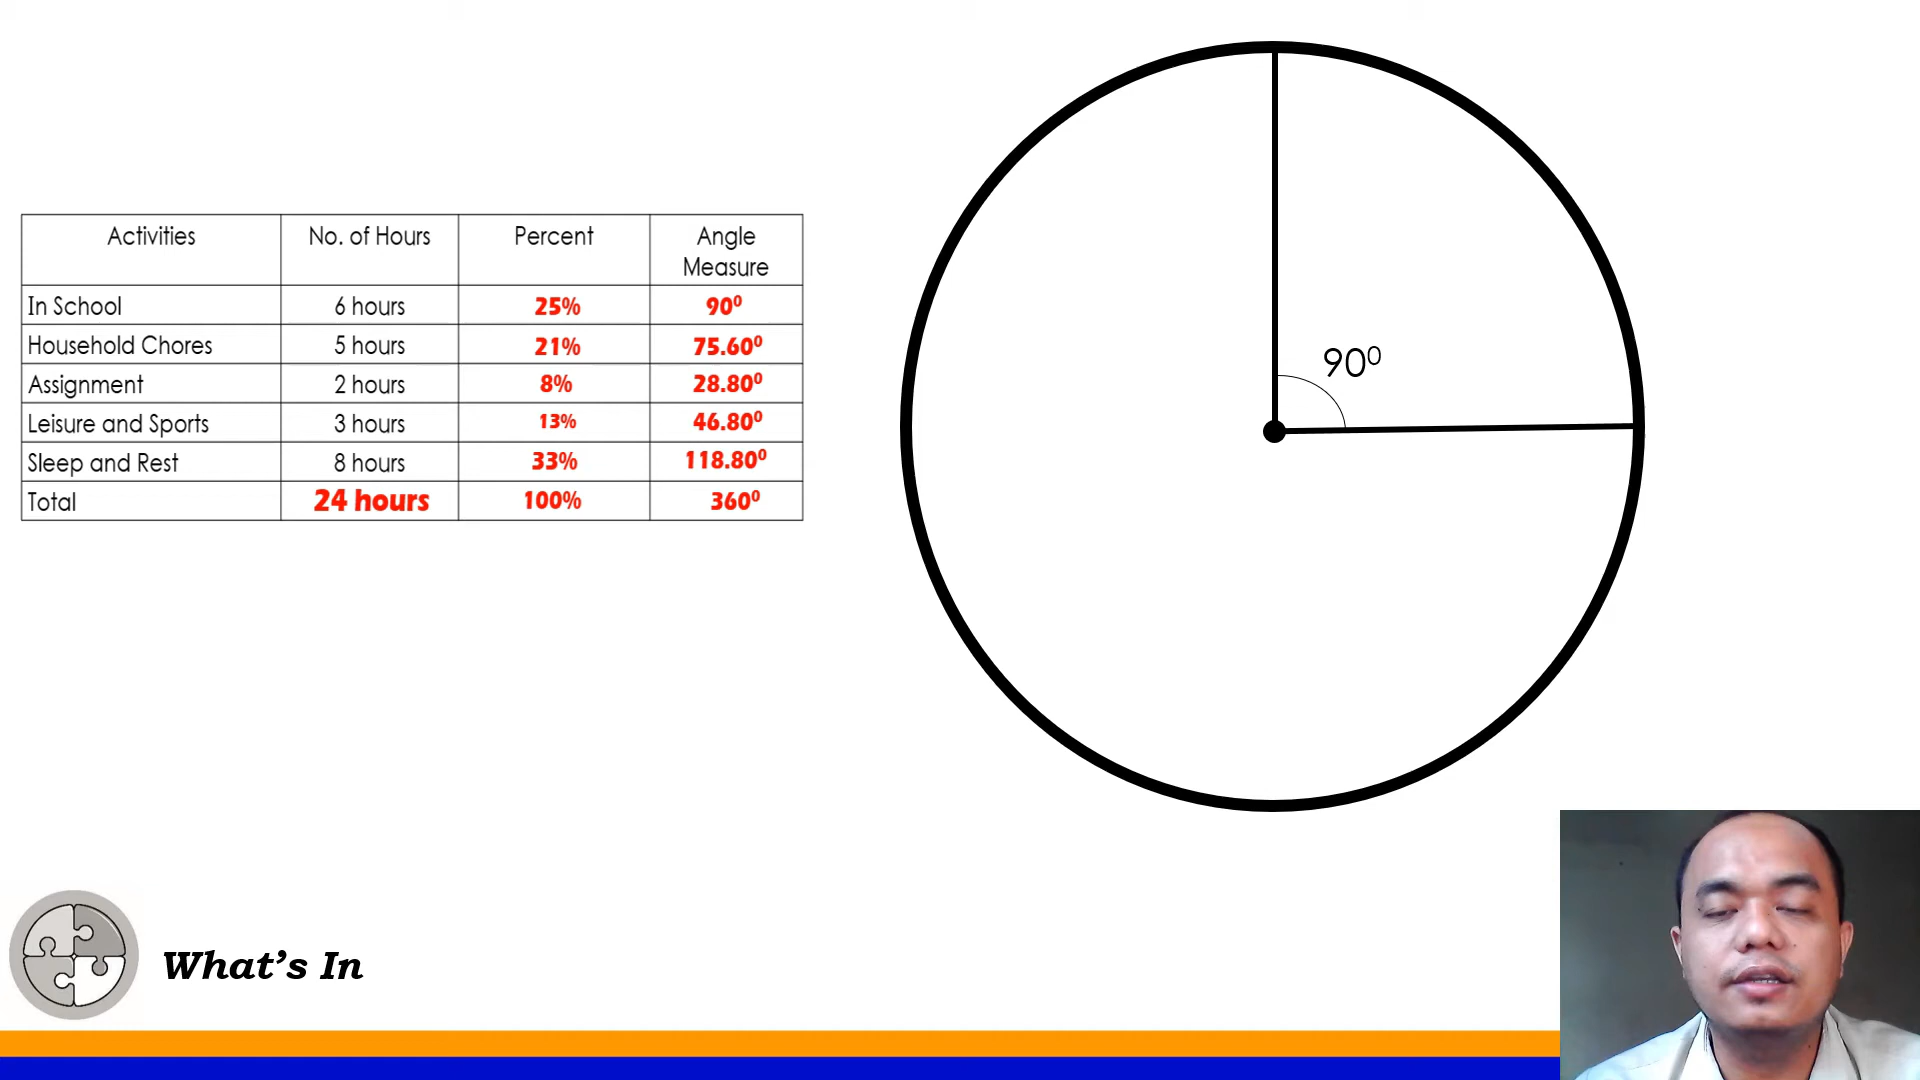 Activities No. of Hours Percent Angle
Measure
In School 6 hours 25% 90⁰
Household Chores 5 hours 21% 75.60⁰
Assignment 2 hours 8% 28.80⁰
Leisure and Sports 3 hours 13% 46.80⁰
Sleep and Rest 8 hours 33% 118.80⁰
Total 24 hours 100% 360⁰
90⁰
What's In